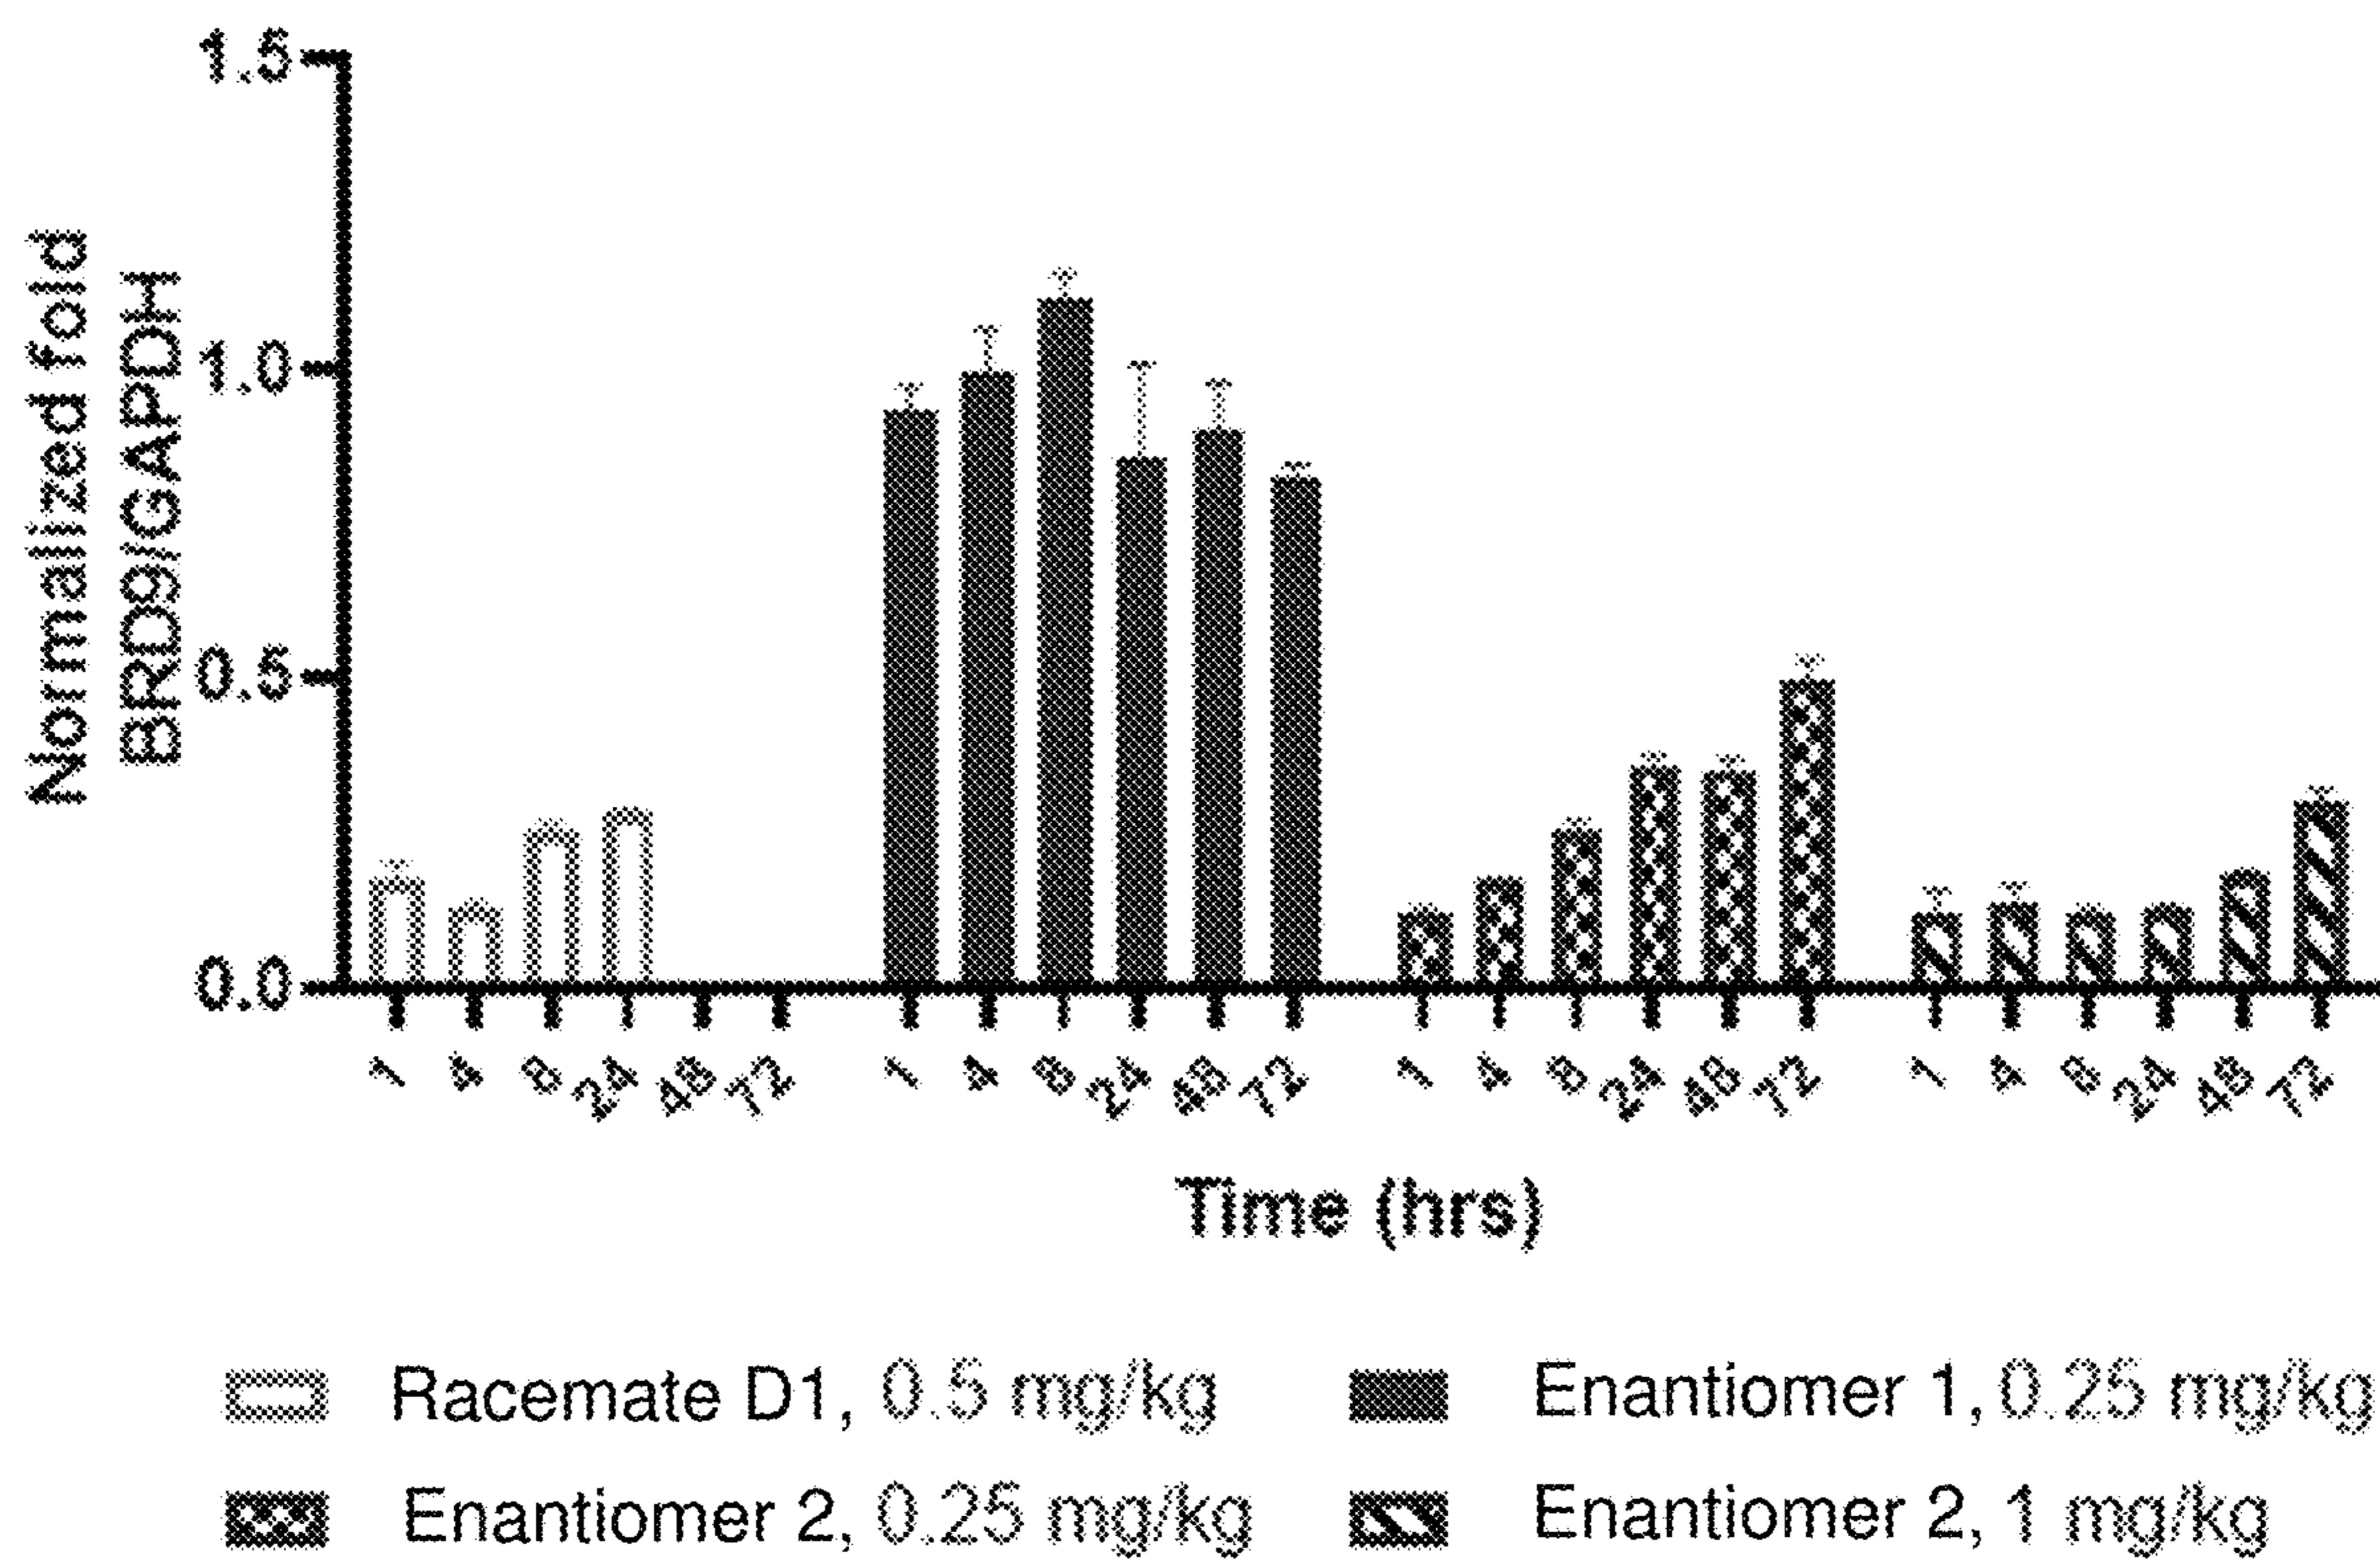 Normalized fold
BRD9/GAPDH
1.5
1.0
0.5
0.0
1 4 8 24 48 72 1 4 8 24 48 72 1 4 8 24 48 72 1 4 8 24 48 72
Time (hrs)
Racemate D1, 0.5 mg/kg Enantiomer 1, 0.25 mg/kg
Enantiomer 2, 0.25 mg/kg Enantiomer 2, 1 mg/kg